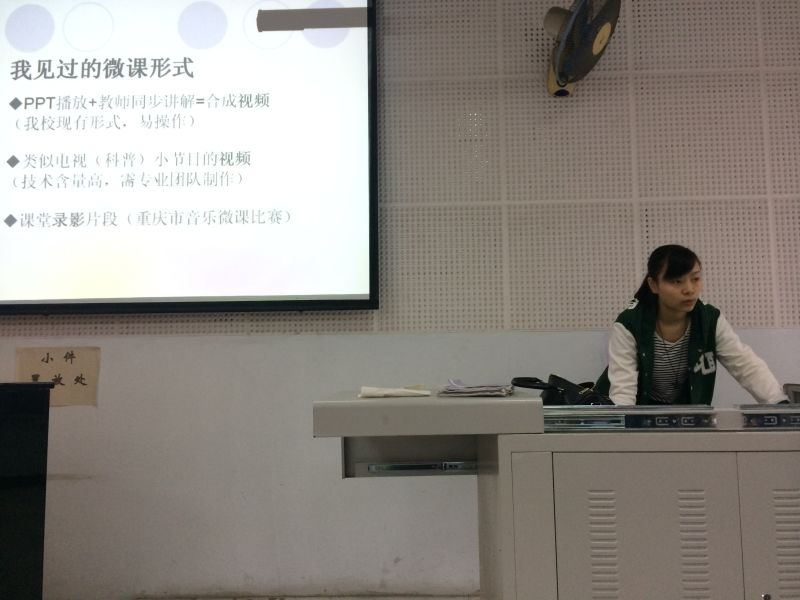 我见过的微课形式
◆PPT播放+教师同步讲解=合成视频
（我校现有形式，易操作）
◆类似电视（科普）小节目的视频
（技术含量高，需专业团队制作）
◆课堂录影片段（重庆市音乐微课比赛）
小件
放处